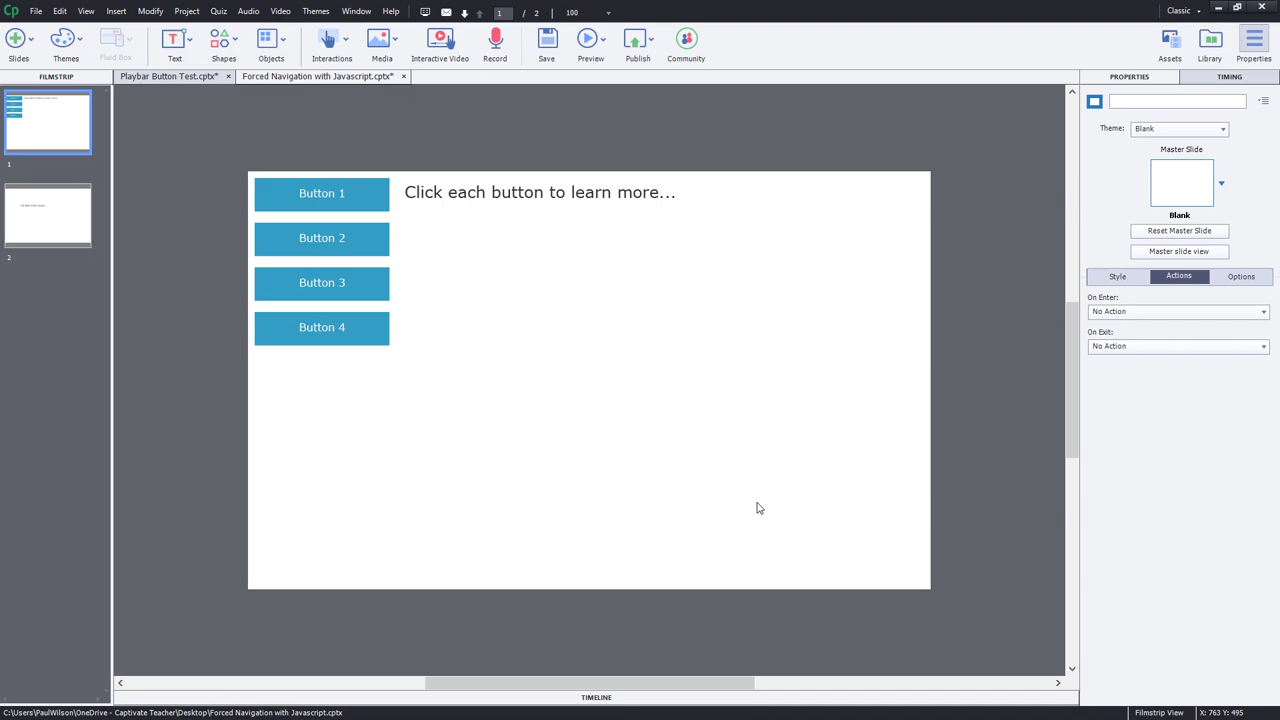 Cp File Edit View Insert Modify Project Quiz Audio Video Themes Window Help 1 / 2 100 Classic
Slides Themes Fluid Box Text Shapes Objects Interactions Media Interactive Video Record Save Preview Publish Community Assets Library Properties
FILMSTRIP Playbar Button Test.cptx* × Forced Navigation with Javascript.cptx* × PROPERTIES TIMING
1
2
Button 1
Click each button to learn more...
Button 2
Button 3
Button 4
Theme: Blank
Master Slide
Blank
Reset Master Slide
Master slide view
Style Actions Options
On Enter:
No Action
On Exit:
No Action
TIMELINE
C:\Users\PaulWilson\OneDrive - Captivate Teacher\Desktop\Forced Navigation with Javascript.cptx Filmstrip View X: 763 Y: 495